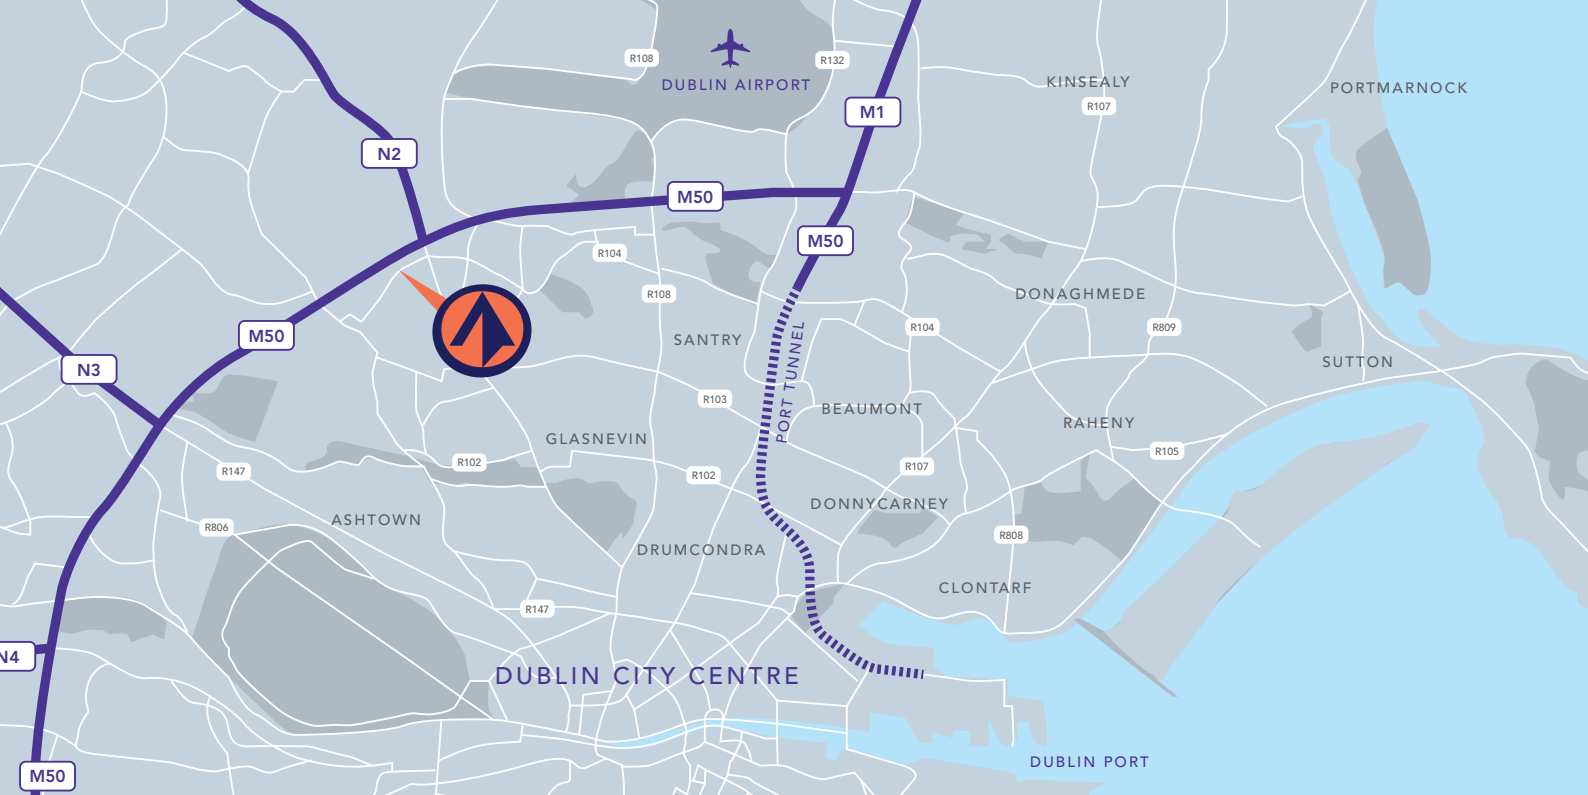 R108
R132
DUBLIN AIRPORT
KINSEALY
PORTMARNOCK
R107
M1
N2
M50
M50
R104
R108
DONAGHMEDE
R104
R809
M50
SANTRY
PORT TUNNEL
SUTTON
N3
R103
BEAUMONT
RAHENY
GLASNEVIN
R105
R102
R107
R147
R102
DONNYCARNEY
ASHTOWN
R806
R808
DRUMCONDRA
CLONTARF
R147
N4
DUBLIN CITY CENTRE
DUBLIN PORT
M50